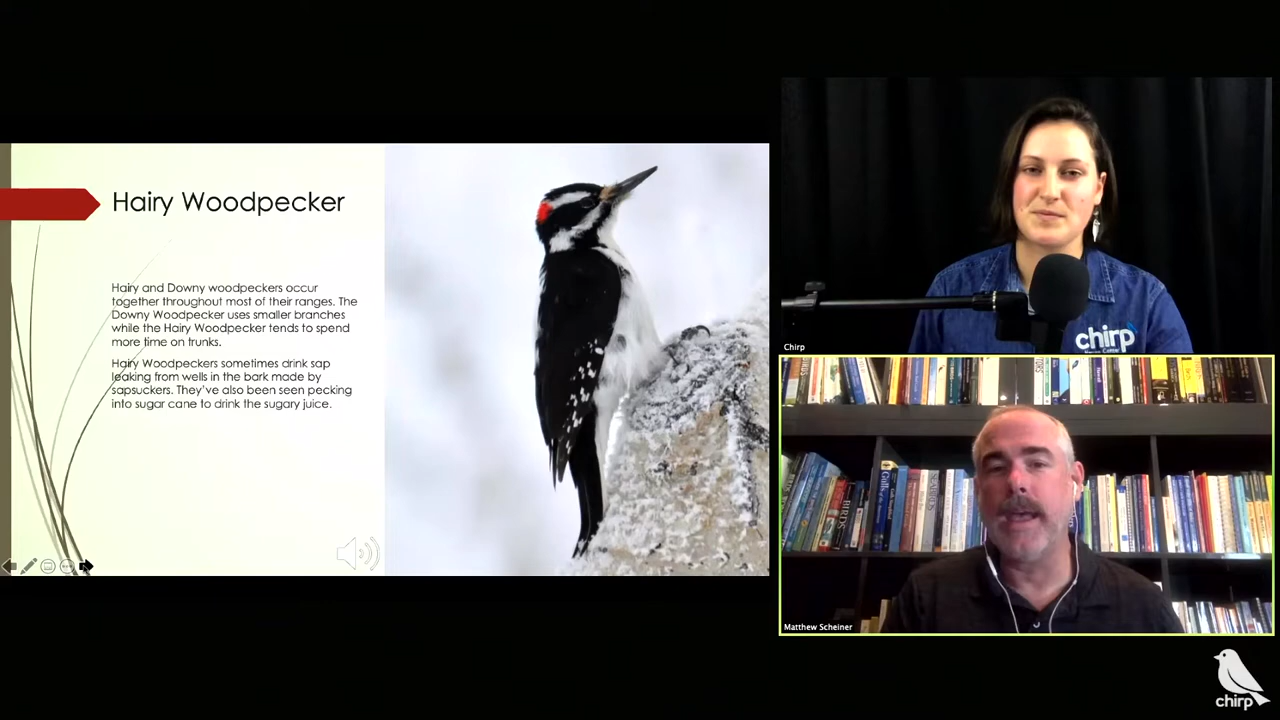 Hairy Woodpecker
Hairy and Downy woodpeckers occur
together throughout most of their ranges. The
Downy Woodpecker uses smaller branches
while the Hairy Woodpecker tends to spend
more time on trunks.
Hairy Woodpeckers sometimes drink sap
leaking from wells in the bark made by
sapsuckers. They've also been seen pecking
into sugar cane to drink the sugary juice.
chirp
Chirp
BIRDS
Matthew Scheiner
chirp